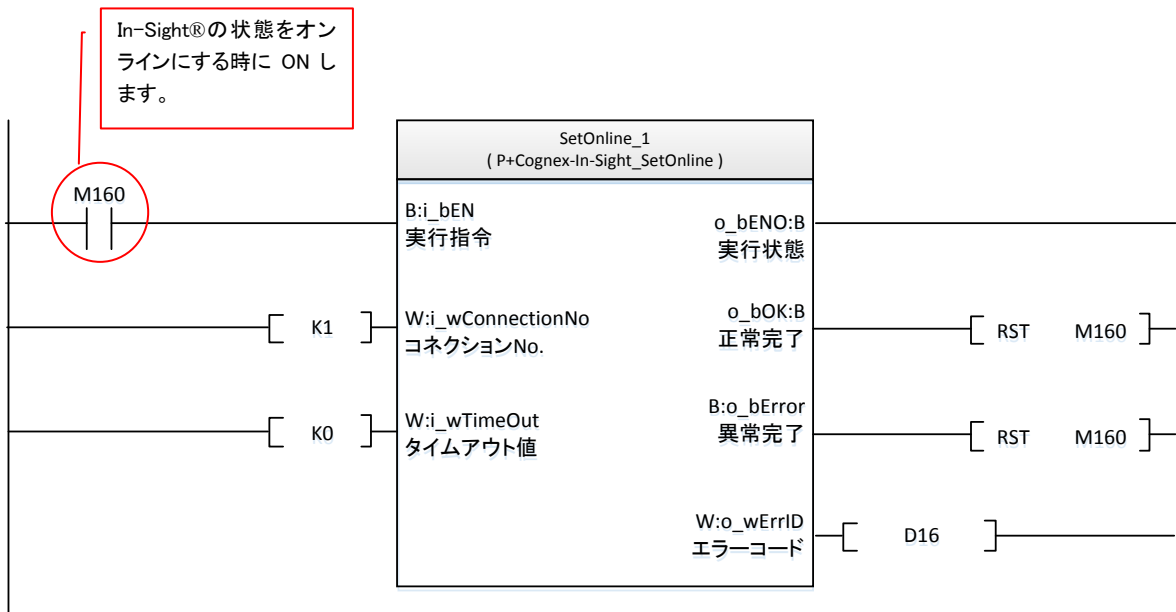 In-Sight®の状態をオン
ラインにする時に ON し
ます。
SetOnline_1
( P+Cognex-In-Sight_SetOnline )
M160
B:i_bEN
実行指令
o_bENO:B
実行状態
K1
W:i_wConnectionNo
コネクションNo.
o_bOK:B
正常完了
RST M160
K0
W:i_wTimeOut
タイムアウト値
B:o_bError
異常完了
RST M160
W:o_wErrID
エラーコード
D16